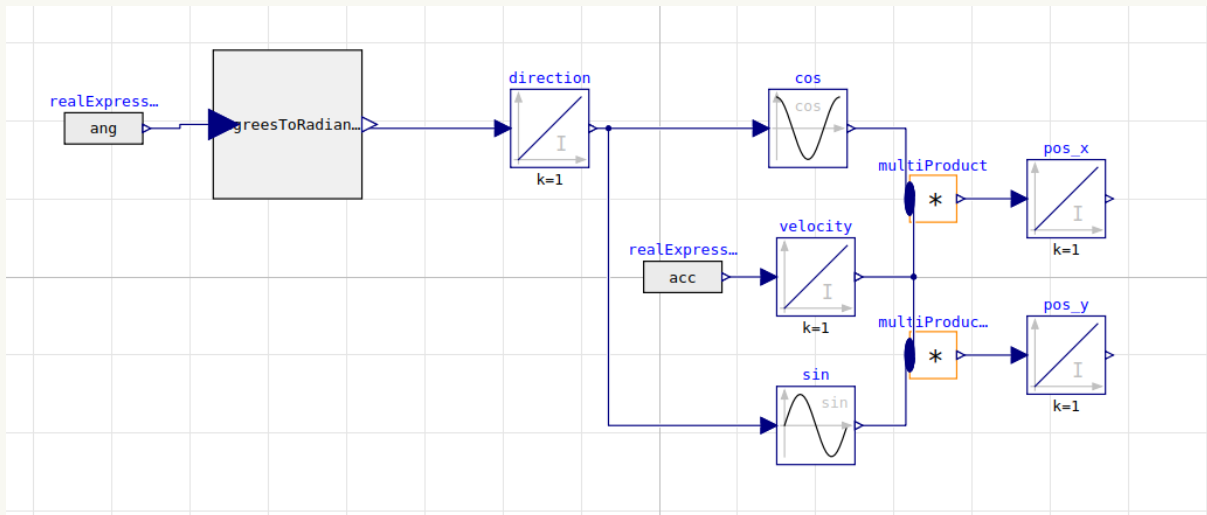 realExpress…
ang
greesToRadian…
direction
I
k=1
cos
cos
multiProduct
*
pos_x
I
k=1
realExpress…
acc
velocity
I
k=1
multiProduc…
*
pos_y
I
k=1
sin
sin